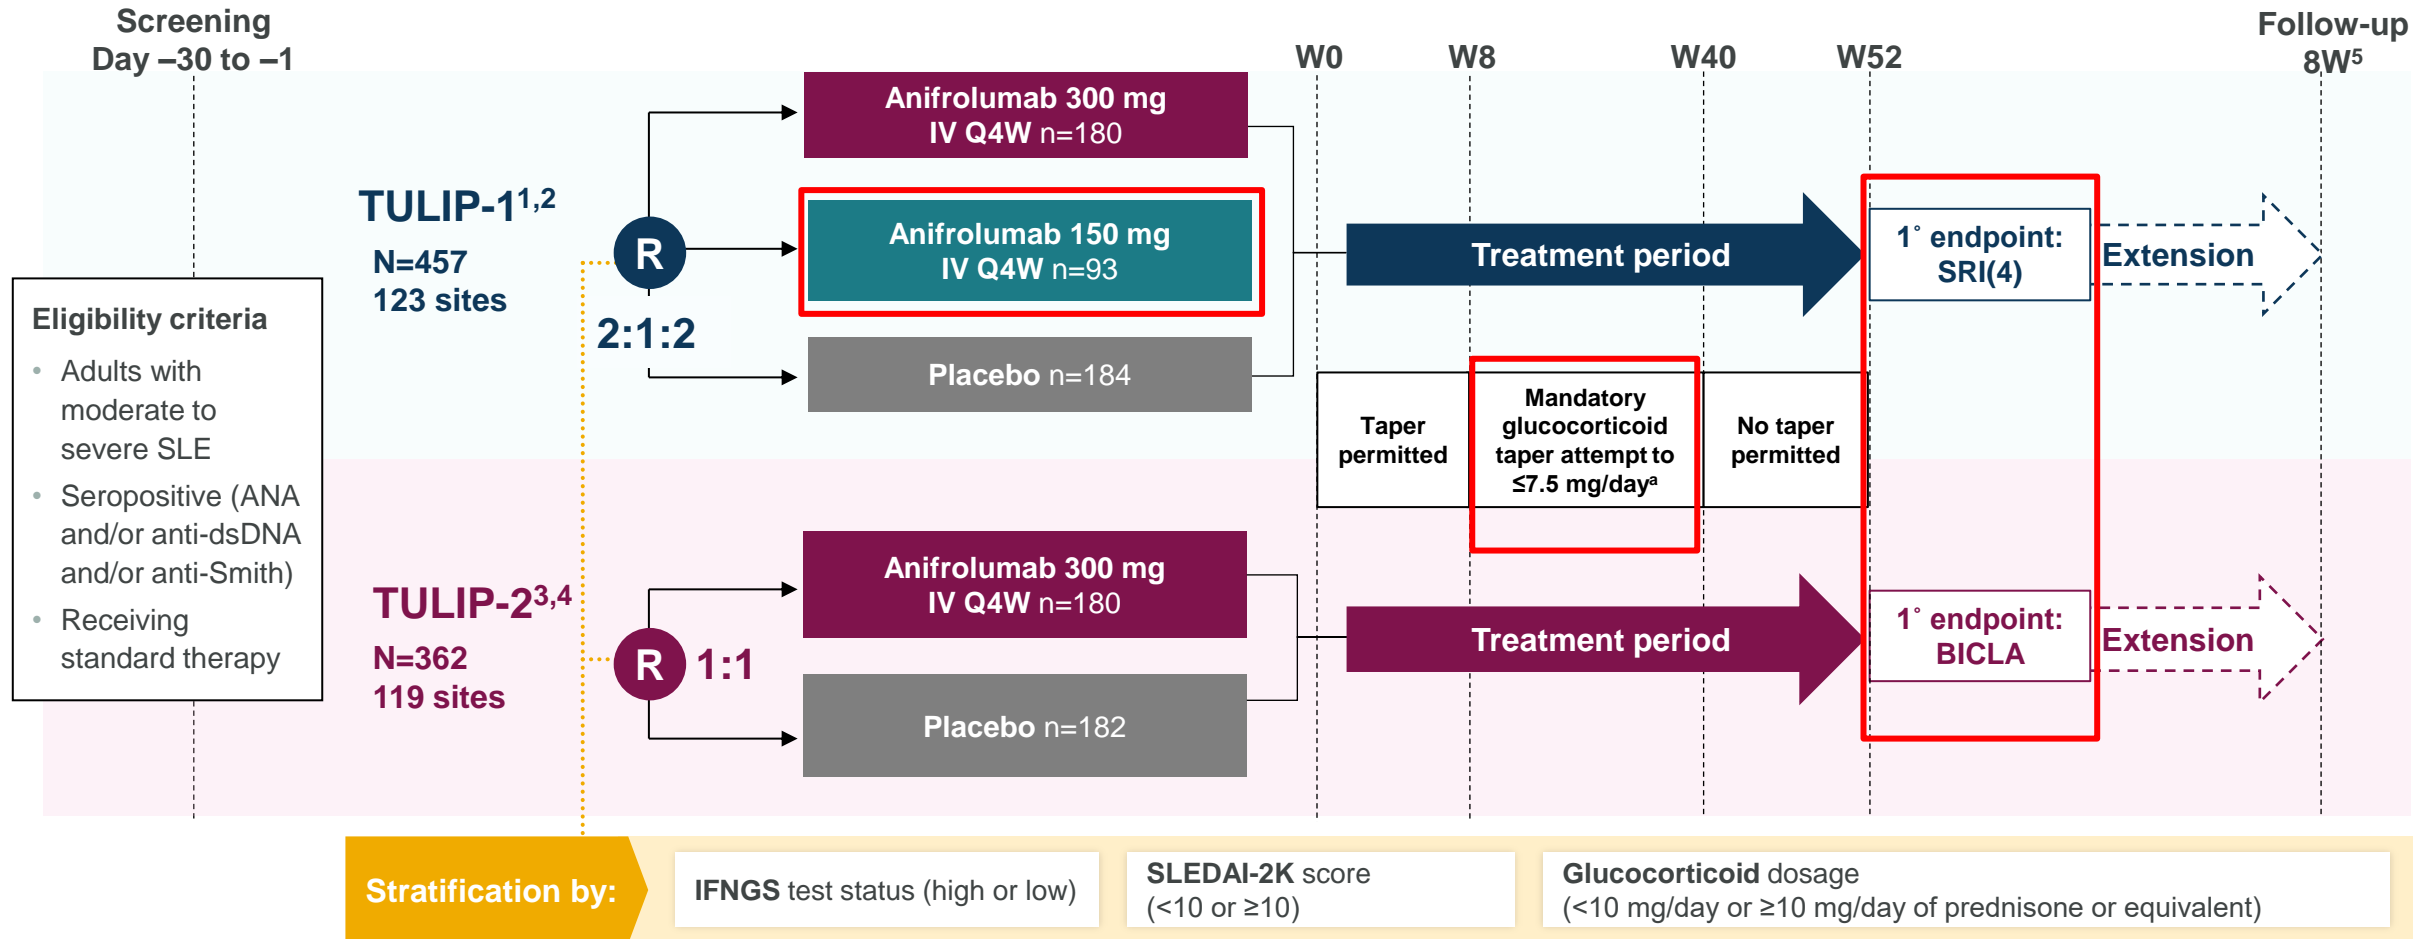 Screening
Day –30 to –1
W0
W8
W40
W52
Follow-up
8W5
Eligibility criteria
• Adults with
moderate to
severe SLE
• Seropositive (ANA
and/or anti-dsDNA
and/or anti-Smith)
• Receiving
standard therapy
TULIP-11,2
N=457
123 sites
R
2:1:2
Anifrolumab 300 mg
IV Q4W n=180
Anifrolumab 150 mg
IV Q4W n=93
Placebo n=184
Treatment period
1° endpoint:
SRI(4)
Extension
Taper
permitted
Mandatory
glucocorticoid
taper attempt to
≤7.5 mg/daya
No taper
permitted
TULIP-23,4
N=362
119 sites
R
1:1
Anifrolumab 300 mg
IV Q4W n=180
Placebo n=182
Treatment period
1° endpoint:
BICLA
Extension
Stratification by:
IFNGS test status (high or low)
SLEDAI-2K score
(<10 or ≥10)
Glucocorticoid dosage
(<10 mg/day or ≥10 mg/day of prednisone or equivalent)